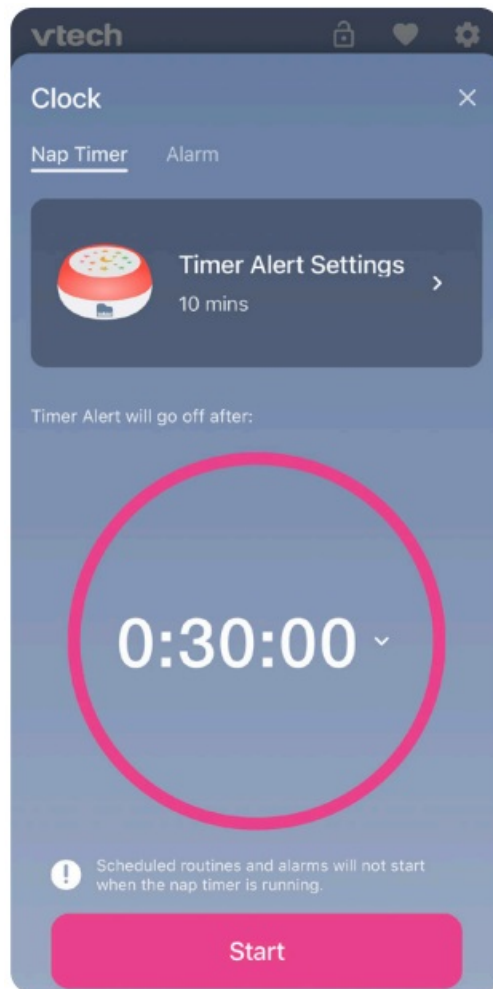 vtech
Clock
Nap Timer Alarm
Timer Alert Settings
10 mins
Timer Alert will go off after:
0:30:00
Scheduled routines and alarms will not start
when the nap timer is running.
Start